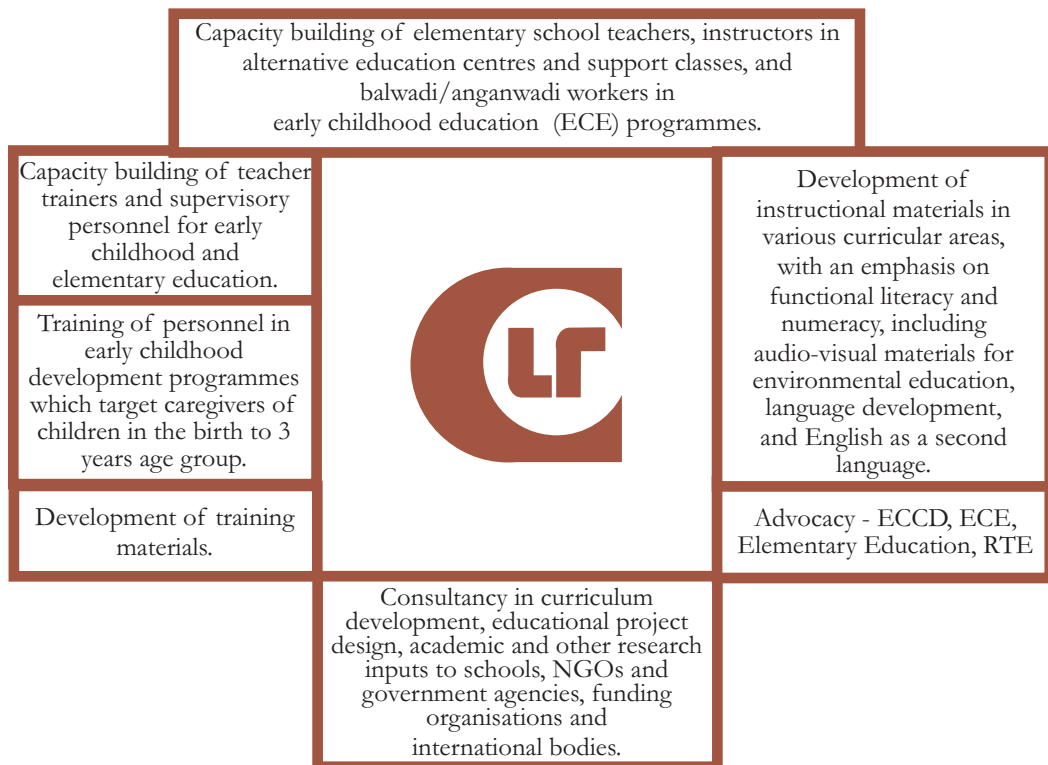 Capacity building of elementary school teachers, instructors in
alternative education centres and support classes, and
balwadi/anganwadi workers in
early childhood education (ECE) programmes.
Capacity building of teacher
trainers and supervisory
personnel for early
childhood and
elementary education.
Training of personnel in
early childhood
development programmes
which target caregivers of
children in the birth to 3
years age group.
Development of training
materials.
CLr
Development of
instructional materials in
various curricular areas,
with an emphasis on
functional literacy and
numeracy, including
audio-visual materials for
environmental education,
language development,
and English as a second
language.
Advocacy - ECCD, ECE,
Elementary Education, RTE
Consultancy in curriculum
development, educational project
design, academic and other research
inputs to schools, NGOs and
government agencies, funding
organisations and
international bodies.